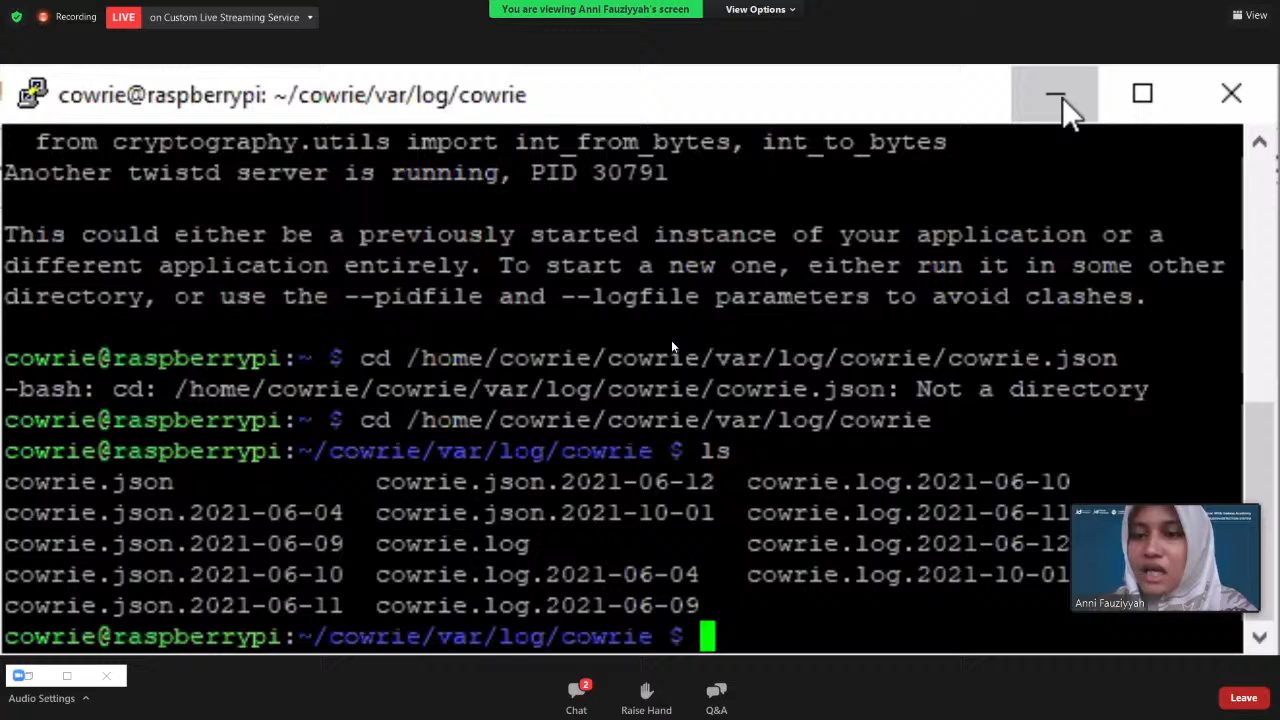 Recording
LIVE
on Custom Live Streaming Service
You are viewing Anni Fauziyyah's screen
View Options
View
cowrie@raspberrypi: ~/cowrie/var/log/cowrie
from cryptography.utils import int_from_bytes, int_to_bytes
Another twistd server is running, PID 30791
This could either be a previously started instance of your application or a
different application entirely. To start a new one, either run it in some other
directory, or use the --pidfile and --logfile parameters to avoid clashes.
cowrie@raspberrypi:~ $ cd /home/cowrie/cowrie/var/log/cowrie/cowrie.json
-bash: cd: /home/cowrie/cowrie/var/log/cowrie/cowrie.json: Not a directory
cowrie@raspberrypi:~ $ cd /home/cowrie/cowrie/var/log/cowrie
cowrie@raspberrypi:~/cowrie/var/log/cowrie $ ls
cowrie.json cowrie.json.2021-06-12 cowrie.log.2021-06-10
cowrie.json.2021-06-04 cowrie.json.2021-10-01 cowrie.log.2021-06-11
cowrie.json.2021-06-09 cowrie.log cowrie.log.2021-06-12
cowrie.json.2021-06-10 cowrie.log.2021-06-04 cowrie.log.2021-10-01
cowrie.json.2021-06-11 cowrie.log.2021-06-09
cowrie@raspberrypi:~/cowrie/var/log/cowrie $
Anni Fauziyyah
Audio Settings
2
Chat
Raise Hand
Q&A
Leave